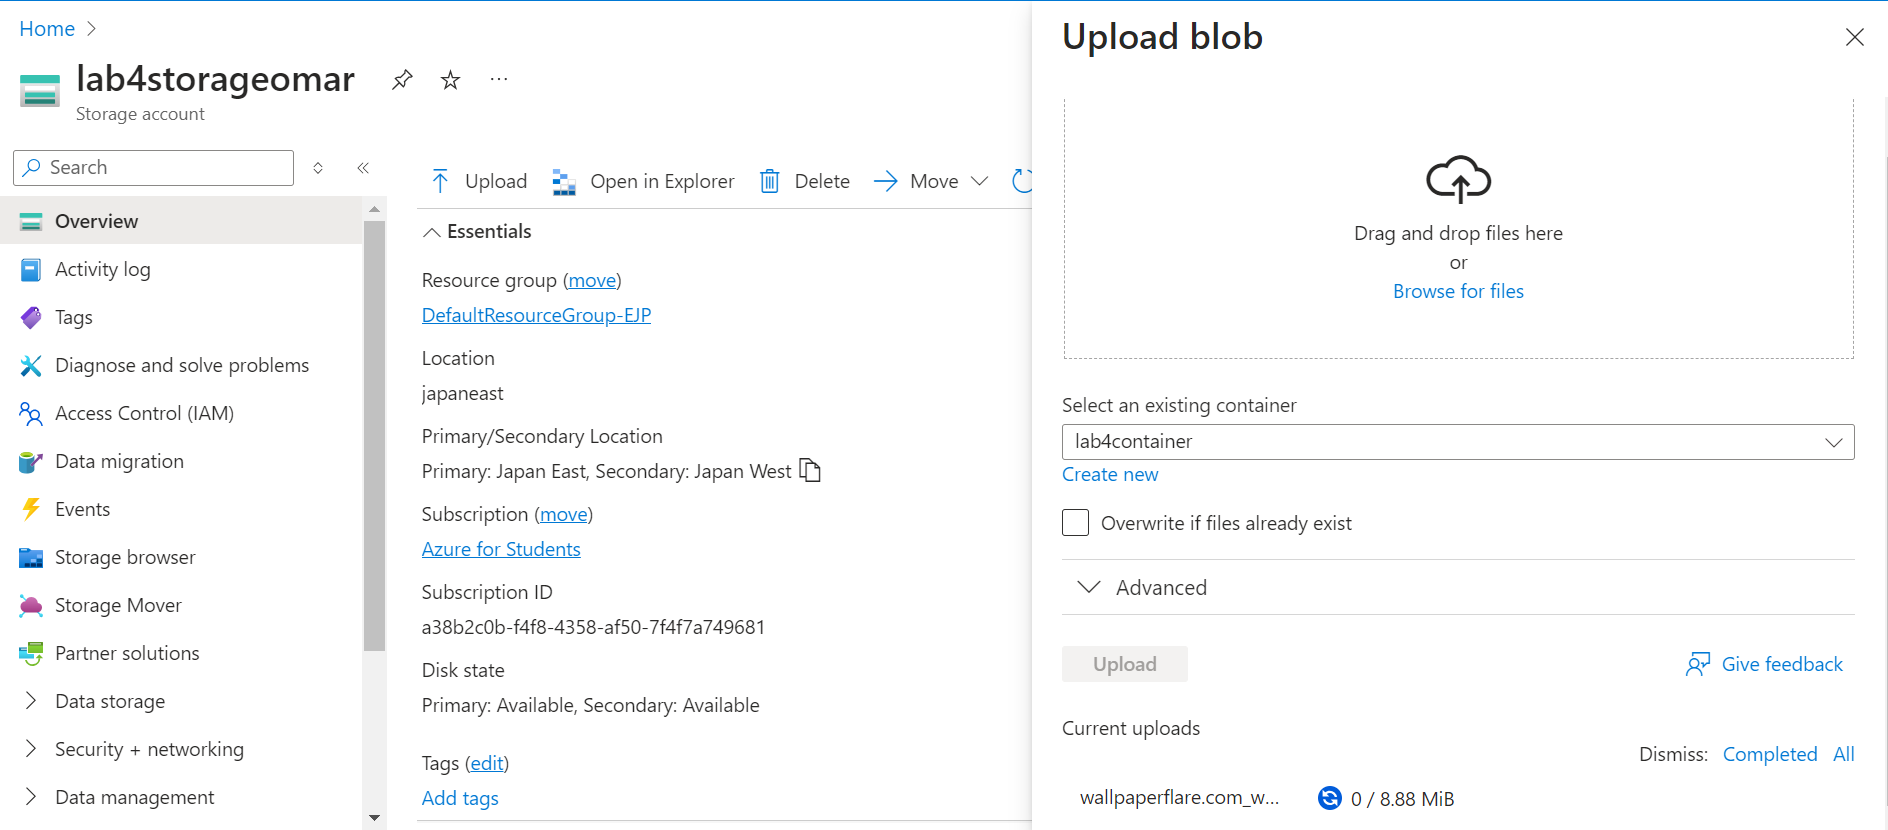 Home
lab4storageomar
Storage account
Search
Overview
Activity log
Tags
Diagnose and solve problems
Access Control (IAM)
Data migration
Events
Storage browser
Storage Mover
Partner solutions
Data storage
Security + networking
Data management
Upload
Open in Explorer
Delete
Move
Essentials
Resource group (move)
DefaultResourceGroup-EJP
Location
japaneast
Primary/Secondary Location
Primary: Japan East, Secondary: Japan West
Subscription (move)
Azure for Students
Subscription ID
a38b2c0b-f4f8-4358-af50-7f4f7a749681
Disk state
Primary: Available, Secondary: Available
Tags (edit)
Add tags
Upload blob
Drag and drop files here
or
Browse for files
Select an existing container
lab4container
Create new
Overwrite if files already exist
Advanced
Upload
Give feedback
Current uploads
Dismiss: Completed All
wallpaperflare.com_w... 0 / 8.88 MiB